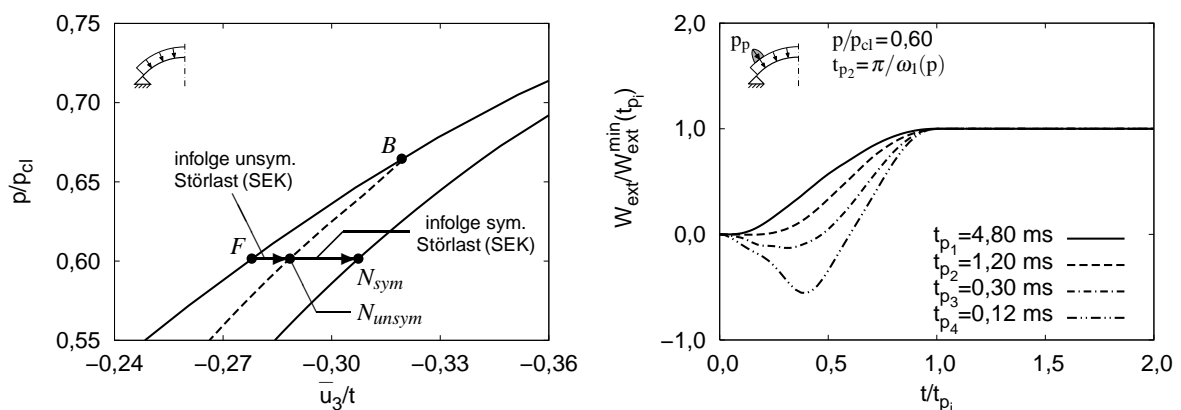 0,80
0,75
0,70
0,65
0,60
0,55
p/p_cl
−0,24
−0,27
−0,30
−0,33
−0,36
u̅_3/t
infolge unsym.
Störlast (SEK)
B
F
infolge sym.
Störlast (SEK)
N_sym
N_unsym
2,0
1,0
0,0
−1,0
W_ext/W_ext^min(t_p_i)
p_p
p/p_cl=0,60
t_p_2=π/ω_1(p)
t_p_1=4,80 ms
t_p_2=1,20 ms
t_p_3=0,30 ms
t_p_4=0,12 ms
0,0
0,5
1,0
1,5
2,0
t/t_p_i